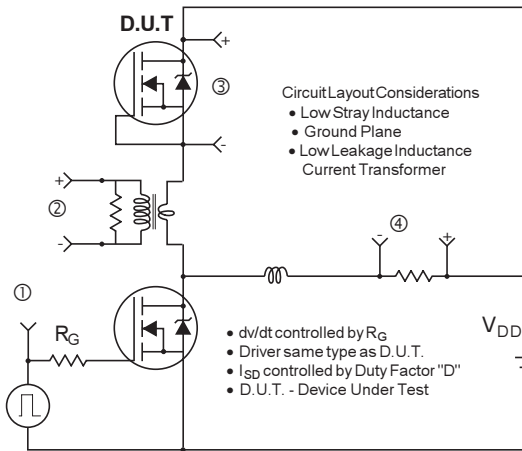 D.U.T
+
③
-
Circuit Layout Considerations
• Low Stray Inductance
• Ground Plane
• Low Leakage Inductance
Current Transformer
+
②
-
- ④ +
①
RG
• dv/dt controlled by RG
• Driver same type as D.U.T.
• ISD controlled by Duty Factor "D"
• D.U.T. - Device Under Test
VDD